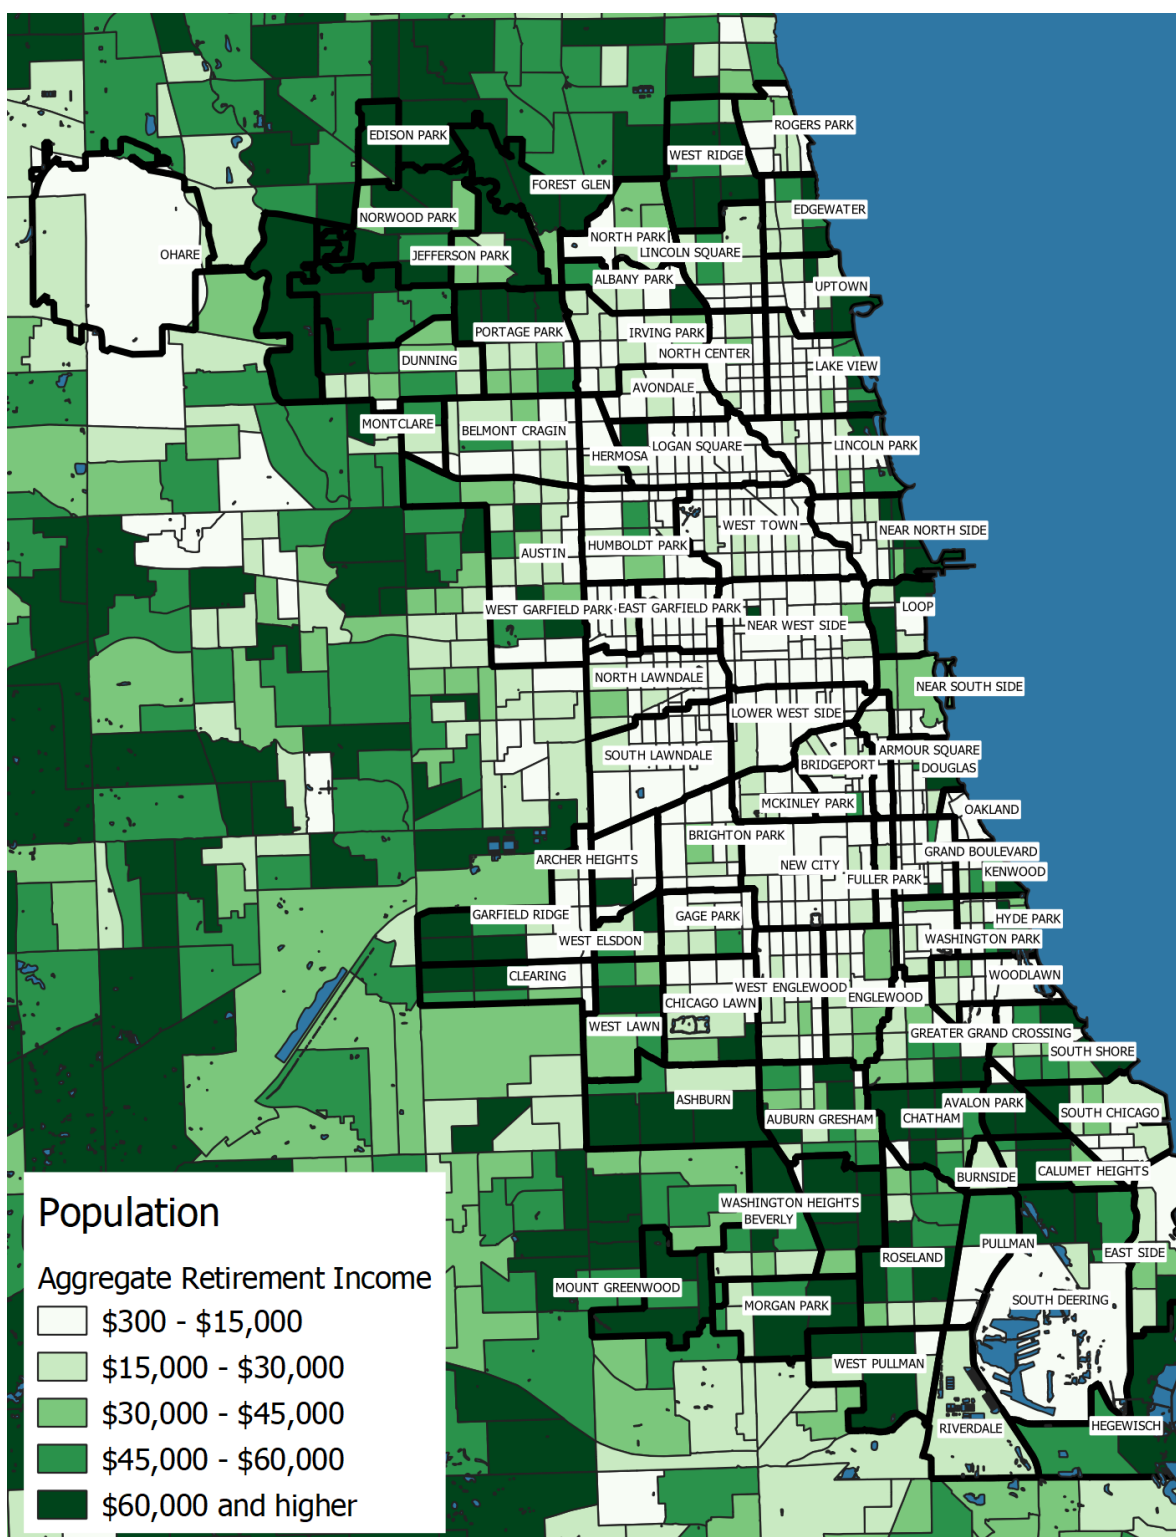 ROGERS PARK
EDISON PARK
WEST RIDGE
FOREST GLEN
EDGEWATER
NORWOOD PARK
NORTH PARK
OHARE
JEFFERSON PARK
LINCOLN SQUARE
ALBANY PARK
UPTOWN
PORTAGE PARK
IRVING PARK
NORTH CENTER
DUNNING
LAKE VIEW
AVONDALE
MONTCLARE
BELMONT CRAGIN
LOGAN SQUARE
LINCOLN PARK
HERMOSA
WEST TOWN
NEAR NORTH SIDE
AUSTIN
HUMBOLDT PARK
WEST GARFIELD PARK
EAST GARFIELD PARK
LOOP
NEAR WEST SIDE
NORTH LAWNDALE
NEAR SOUTH SIDE
LOWER WEST SIDE
SOUTH LAWNDALE
ARMOUR SQUARE
BRIDGEPORT
DOUGLAS
MCKINLEY PARK
OAKLAND
BRIGHTON PARK
ARCHER HEIGHTS
NEW CITY
GRAND BOULEVARD
FULLER PARK
KENWOOD
GARFIELD RIDGE
GAGE PARK
HYDE PARK
WEST ELSDON
WASHINGTON PARK
CLEARING
WOODLAWN
WEST ENGLEWOOD
CHICAGO LAWN
ENGLEWOOD
WEST LAWN
GREATER GRAND CROSSING
SOUTH SHORE
ASHBURN
AVALON PARK
SOUTH CHICAGO
AUBURN GRESHAM
CHATHAM
BURNSIDE
CALUMET HEIGHTS
WASHINGTON HEIGHTS
BEVERLY
PULLMAN
EAST SIDE
ROSELAND
MOUNT GREENWOOD
SOUTH DEERING
MORGAN PARK
WEST PULLMAN
RIVERDALE
HEGEWISCH
Population
Aggregate Retirement Income
$300 - $15,000
$15,000 - $30,000
$30,000 - $45,000
$45,000 - $60,000
$60,000 and higher